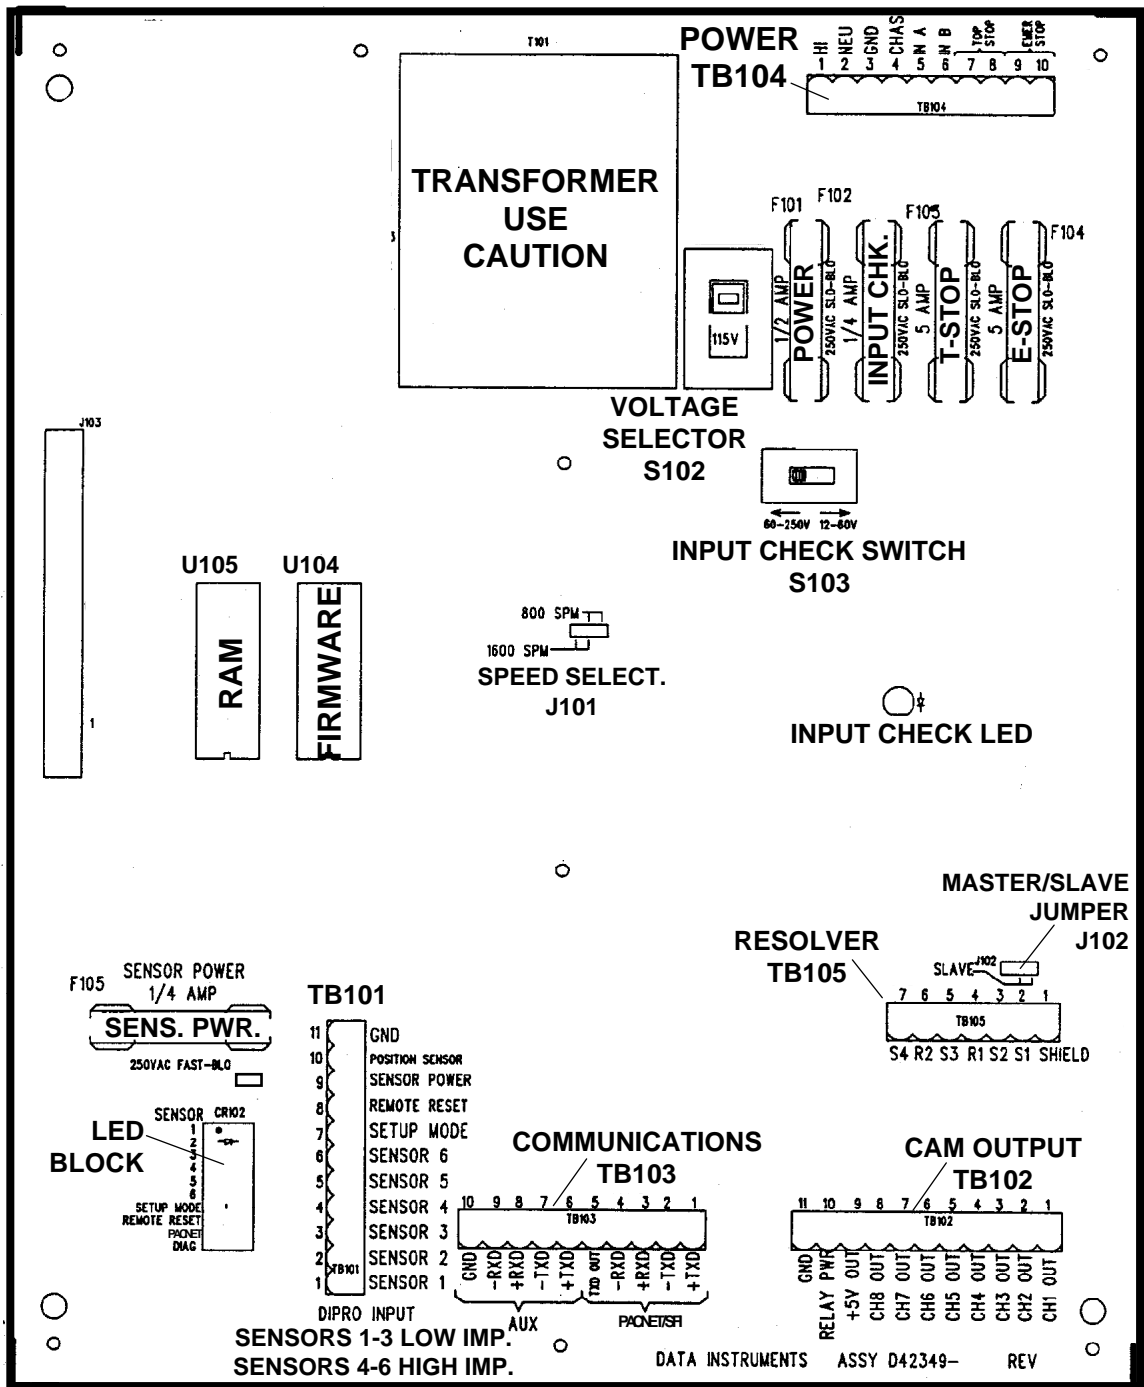 T101
POWER
TB104
HI
NEU
GND
CHAS
IN A
IN B
TOP
STOP
EMER
STOP
1 2 3 4 5 6 7 8 9 10
TB104
TRANSFORMER
USE
CAUTION
3
F101
F102
F105
F104
115V
1/2 AMP
POWER
250VAC SLO-BLO
1/4 AMP
INPUT CHK.
250VAC SLO-BLO
5 AMP
T-STOP
250VAC SLO-BLO
5 AMP
E-STOP
250VAC SLO-BLO
VOLTAGE
SELECTOR
S102
J103
1
60-250V 12-60V
INPUT CHECK SWITCH
S103
U105 U104
RAM
FIRMWARE
800 SPM
1600 SPM
SPEED SELECT.
J101
INPUT CHECK LED
MASTER/SLAVE
JUMPER
J102
RESOLVER
TB105
J102
SLAVE
7 6 5 4 3 2 1
TB105
S4 R2 S3 R1 S2 S1 SHIELD
F105
SENSOR POWER
1/4 AMP
SENS. PWR.
250VAC FAST-BLO
TB101
11 GND
10 POSITION SENSOR
9 SENSOR POWER
8 REMOTE RESET
7 SETUP MODE
6 SENSOR 6
5 SENSOR 5
4 SENSOR 4
3 SENSOR 3
2 SENSOR 2
1 SENSOR 1
TB101
DIPRO INPUT
SENSORS 1-3 LOW IMP.
SENSORS 4-6 HIGH IMP.
SENSOR CR102
1
2
3
4
5
6
SETUP MODE
REMOTE RESET
PACNET
DIAG
LED
BLOCK
COMMUNICATIONS
TB103
10 9 8 7 6 5 4 3 2 1
TB103
GND
-RXD
+RXD
-TXD
+TXD
TXD OUT
-RXD
+RXD
-TXD
+TXD
AUX
PACNET/SFI
CAM OUTPUT
TB102
11 10 9 8 7 6 5 4 3 2 1
TB102
GND
RELAY PWR
+5V OUT
CH8 OUT
CH7 OUT
CH6 OUT
CH5 OUT
CH4 OUT
CH3 OUT
CH2 OUT
CH1 OUT
DATA INSTRUMENTS ASSY D42349- REV